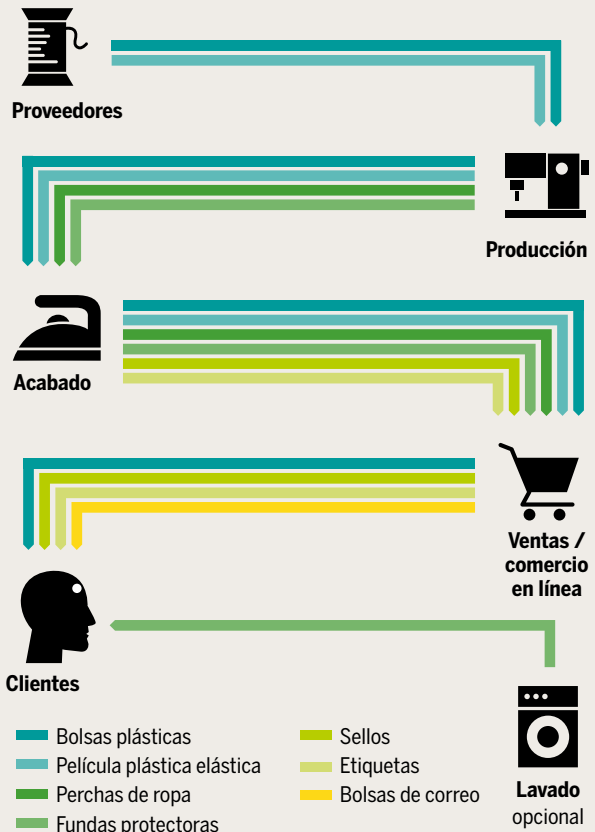 Proveedores
Producción
Acabado
Ventas /
comercio
en línea
Clientes
Bolsas plásticas
Película plástica elástica
Perchas de ropa
Fundas protectoras
Sellos
Etiquetas
Bolsas de correo
Lavado
opcional